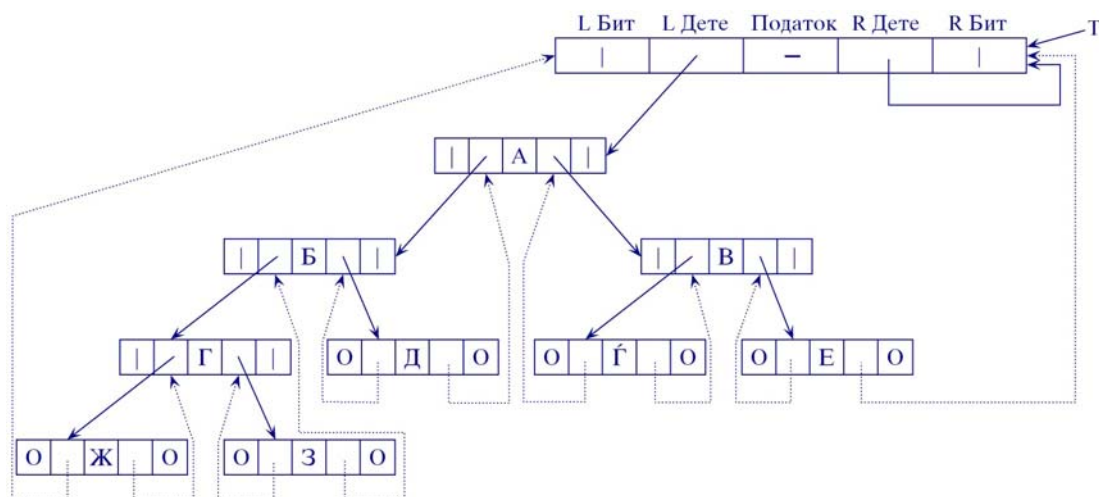 L Бит L Дете Податок R Дете R Бит
T
| – |
| А |
| Б | | В |
| Г | О Д О О Ѓ О О Е О
О Ж О О З О